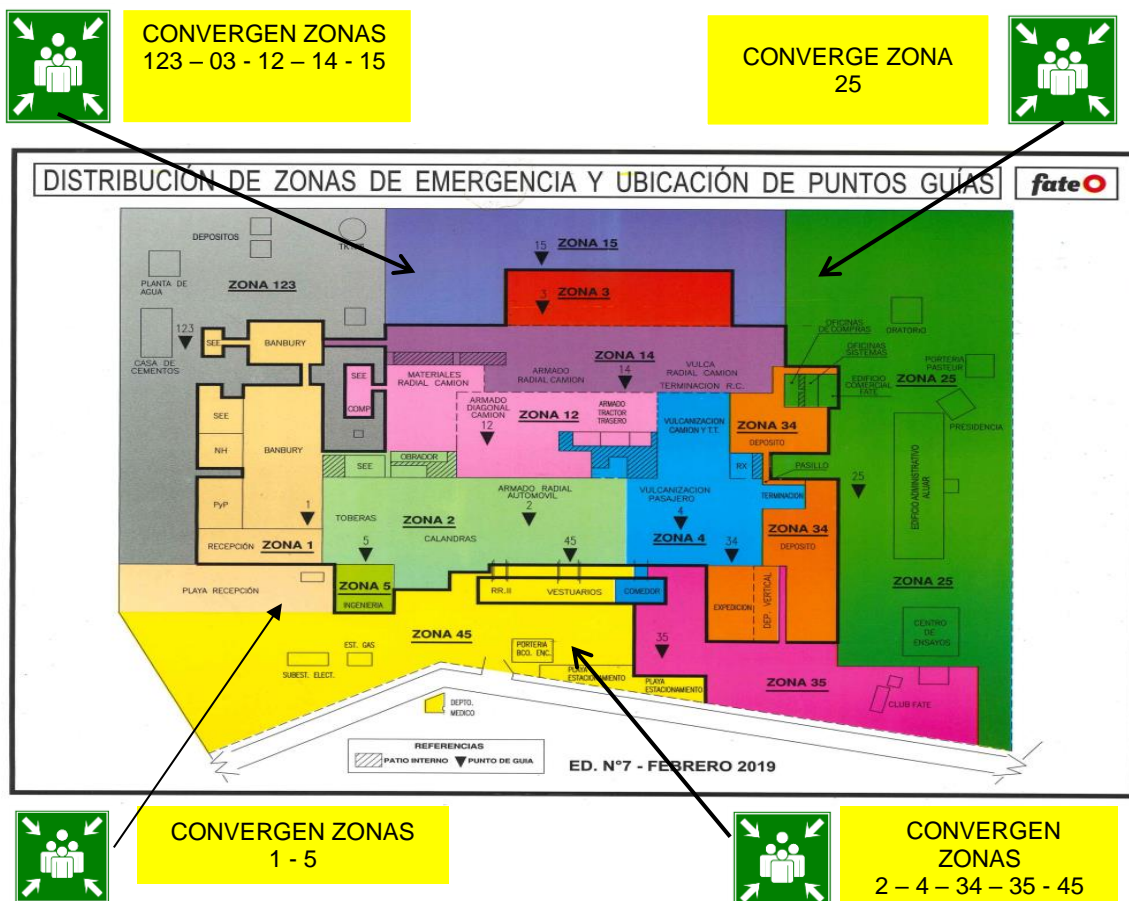 CONVERGEN ZONAS
123 – 03 - 12 – 14 - 15
CONVERGE ZONA
25
DISTRIBUCIÓN DE ZONAS DE EMERGENCIA Y UBICACIÓN DE PUNTOS GUÍAS
fate
DEPOSITOS
PLANTA DE
AGUA
ZONA 123
123
CASA DE
CEMENTOS
SEE
BANBURY
15
ZONA 15
3
ZONA 3
ZONA 14
14
MATERIALES
RADIAL CAMION
ARMADO
RADIAL CAMION
VULCA
RADIAL CAMION
TERMINACION R.C.
SEE
COMP
ARMADO
DIAGONAL
CAMION
12
ZONA 12
ARMADO
TRACTOR
TRASERO
VULCANIZACION
CAMION Y T.T.
OFICINAS
DE COMPRAS
OFICINAS
SISTEMAS
EDIFICIO
COMERCIAL
FATE
ORATORIO
PORTERIA
PASTEUR
ZONA 25
PRESIDENCIA
ZONA 34
DEPOSITO
SEE
NH
BANBURY
PyP
1
RECEPCIÓN
ZONA 1
SEE
OBRADOR
TOBERAS
5
ZONA 2
CALANDRAS
ARMADO RADIAL
AUTOMOVIL
2
45
VULCANIZACION
PASAJERO
4
ZONA 4
34
RX
PASILLO
TERMINACION
ZONA 34
DEPOSITO
25
EDIFICIO ADMINISTRATIVO
ALUAR
ZONA 25
PLAYA RECEPCIÓN
ZONA 5
INGENIERIA
RR.II
VESTUARIOS
COMEDOR
EXPEDICION
DEP. VERTICAL
CENTRO
DE
ENSAYOS
ZONA 45
EST. GAS
SUBEST. ELECT.
PORTERIA
BCO. ENC.
PLAYA
ESTACIONAMIENTO
35
PLAYA
ESTACIONAMIENTO
ZONA 35
CLUB FATE
DEPTO.
MEDICO
REFERENCIAS
PATIO INTERNO
PUNTO DE GUIA
ED. N°7 - FEBRERO 2019
CONVERGEN ZONAS
1 - 5
CONVERGEN
ZONAS
2 – 4 – 34 – 35 - 45